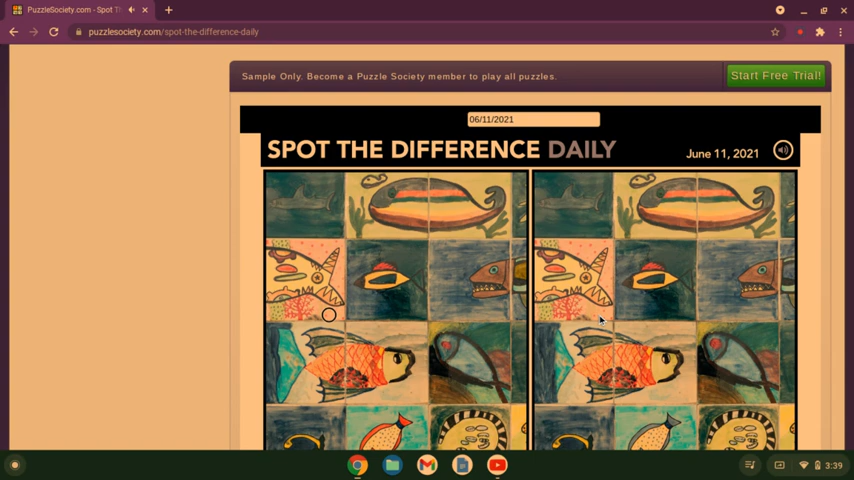 PuzzleSociety.com - Spot Th
puzzlesociety.com/spot-the-difference-daily
Sample Only. Become a Puzzle Society member to play all puzzles.
Start Free Trial!
06/11/2021
SPOT THE DIFFERENCE DAILY
June 11, 2021
3:39